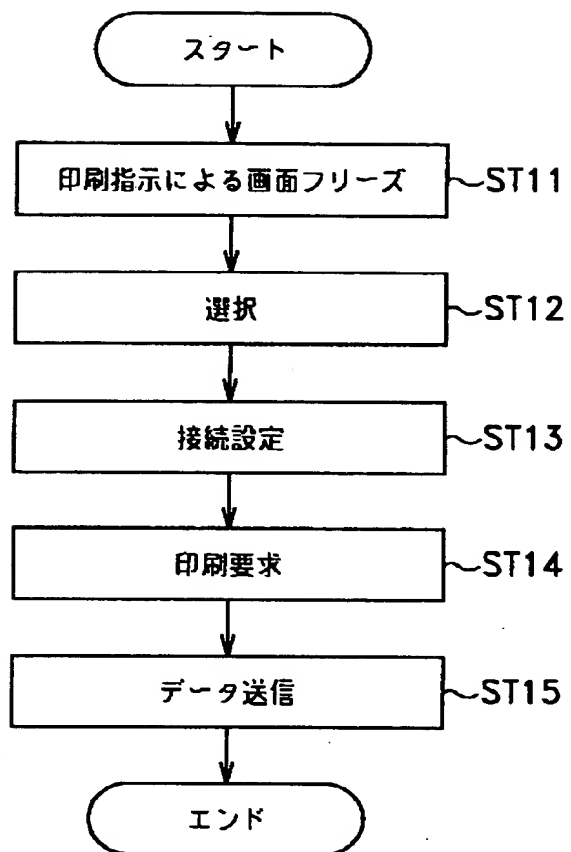 スタート
印刷指示による画面フリーズ ST11
選択 ST12
接続設定 ST13
印刷要求 ST14
データ送信 ST15
エンド